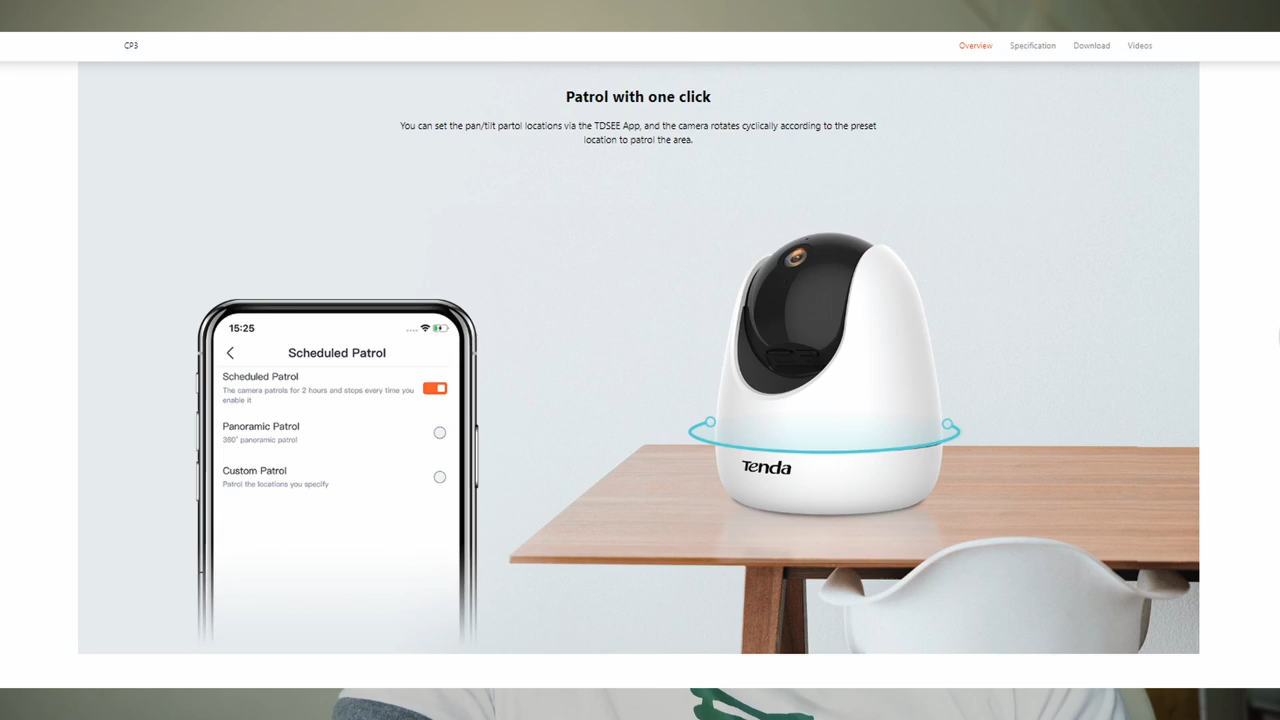 CP3
Overview Specification Download Videos
Patrol with one click
You can set the pan/tilt partol locations via the TDSEE App, and the camera rotates cyclically according to the preset
location to patrol the area.
15:25
Scheduled Patrol
Scheduled Patrol
The camera patrols for 2 hours and stops every time you
enable it
Panoramic Patrol
360° panoramic patrol
Custom Patrol
Patrol the locations you specify
Tenda